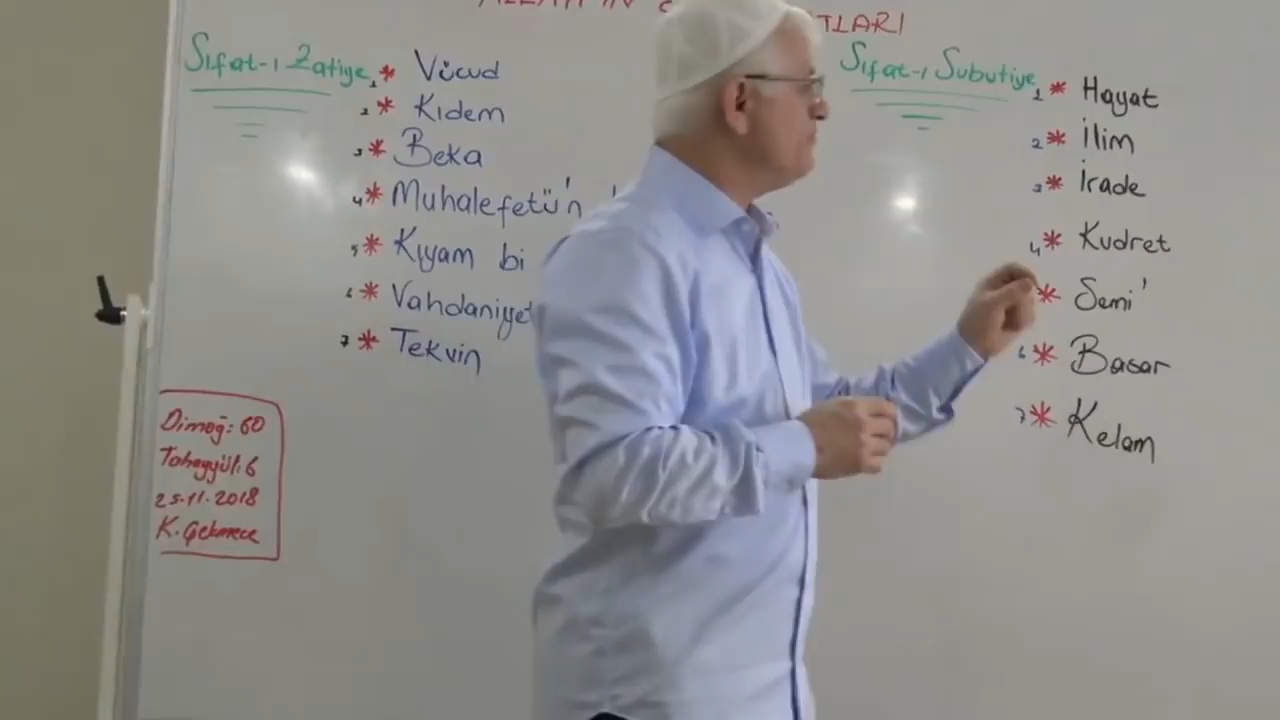 TLARI
Sıfat-ı Zatiye
1 * Vücud
2 * Kıdem
3 * Beka
4 * Muhalefetü'n
5 * Kıyam bi
6 * Vahdaniyet
7 * Tekvin
Sıfat-ı Subutiye
1 * Hayat
2 * İlim
3 * İrade
4 * Kudret
* Semi'
6 * Basar
7 * Kelam
Dimağ: 60
Tahayyül: 6
25.11.2018
K. Çekmece